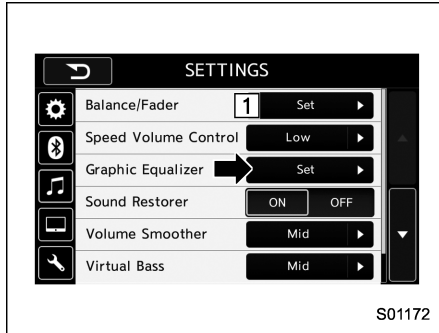 SETTINGS
Balance/Fader 1 Set
Speed Volume Control Low
Graphic Equalizer Set
Sound Restorer ON OFF
Volume Smoother Mid
Virtual Bass Mid
S01172